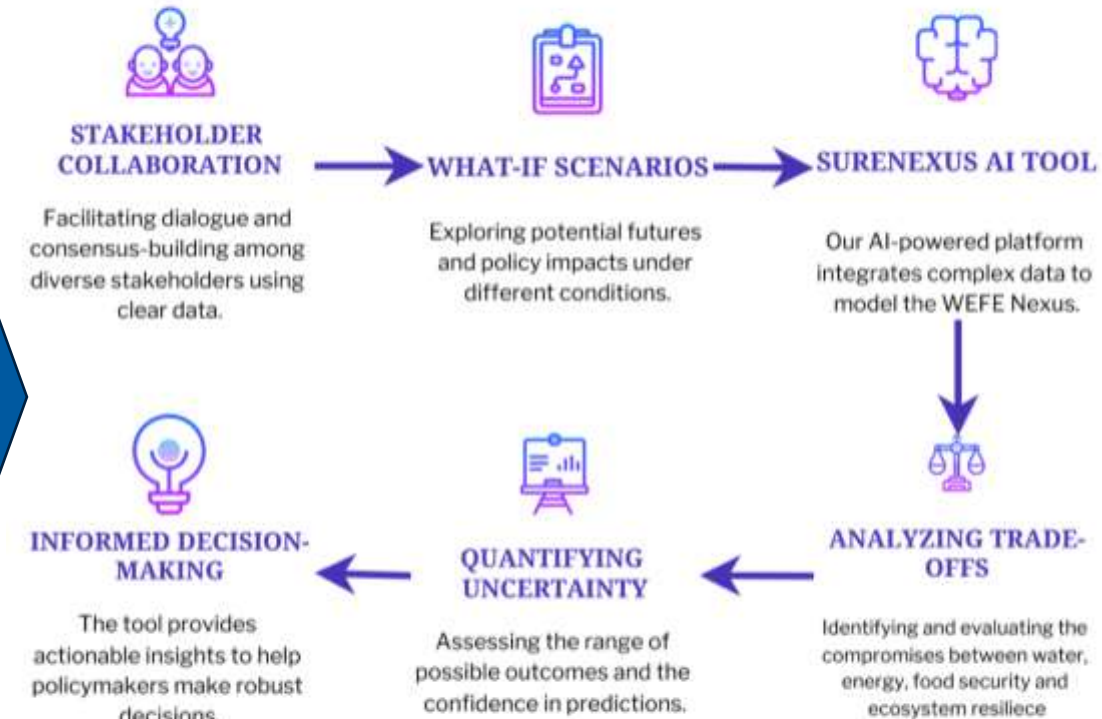 STAKEHOLDER
COLLABORATION
Facilitating dialogue and
consensus-building among
diverse stakeholders using
clear data.
WHAT-IF SCENARIOS
Exploring potential futures
and policy impacts under
different conditions.
SURENEXUS AI TOOL
Our AI-powered platform
integrates complex data to
model the WEFE Nexus.
ANALYZING TRADE-
OFFS
Identifying and evaluating the
compromises between water,
energy, food security and
ecosystem resiliece
QUANTIFYING
UNCERTAINTY
Assessing the range of
possible outcomes and the
confidence in predictions.
INFORMED DECISION-
MAKING
The tool provides
actionable insights to help
policymakers make robust
decisions